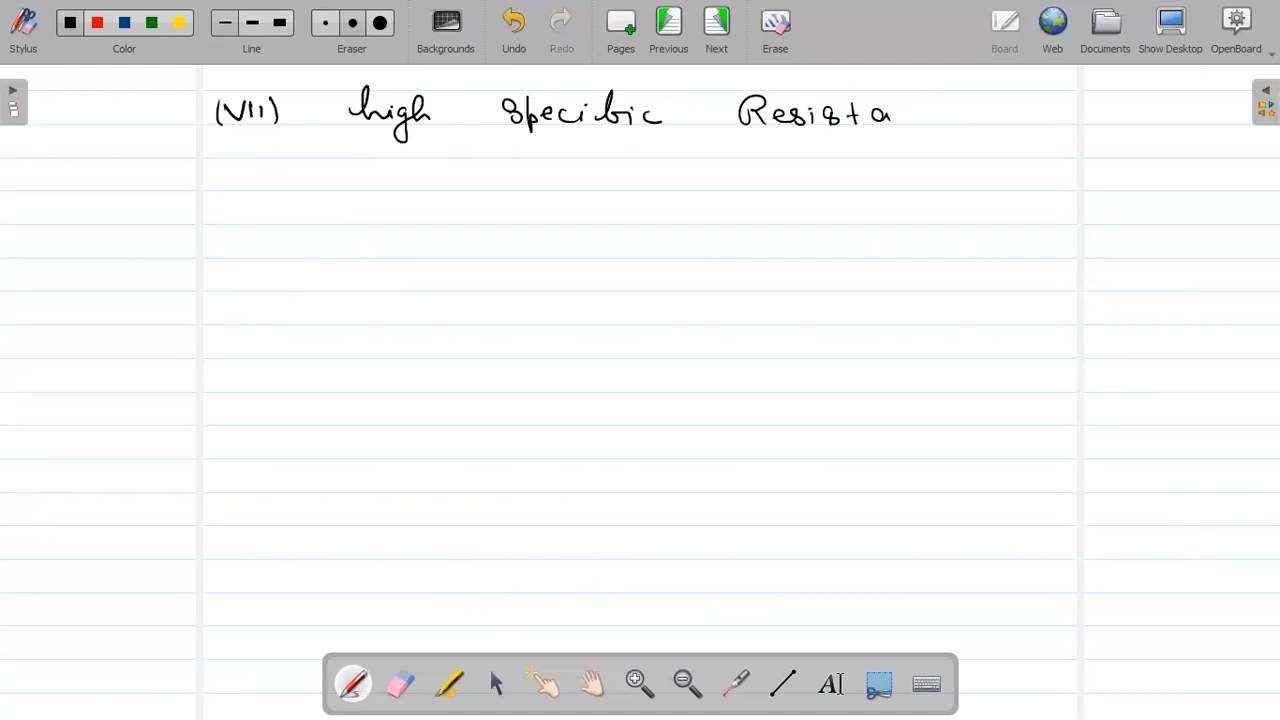 Stylus
Color
Line
Eraser
Backgrounds
Undo
Redo
Pages
Previous
Next
Erase
Board
Web
Documents
Show Desktop
OpenBoard
(VII) high Specibic Resista